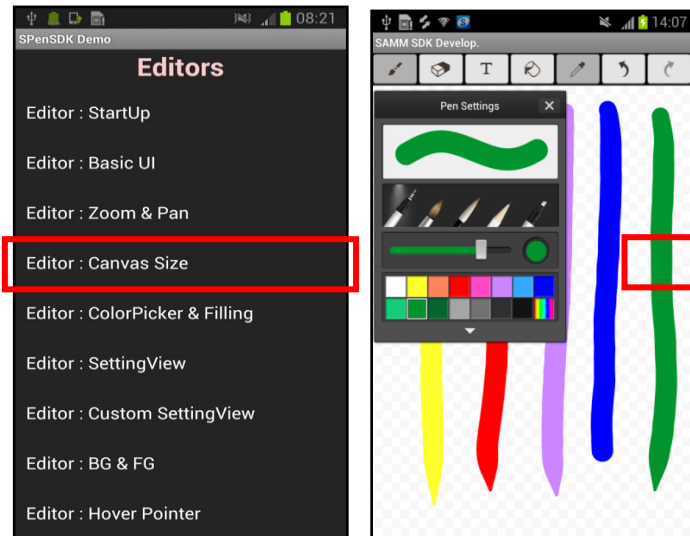 08:21
SPenSDK Demo
Editors
Editor : StartUp
Editor : Basic UI
Editor : Zoom & Pan
Editor : Canvas Size
Editor : ColorPicker & Filling
Editor : SettingView
Editor : Custom SettingView
Editor : BG & FG
Editor : Hover Pointer
14:07
SAMM SDK Develop.
T
Pen Settings